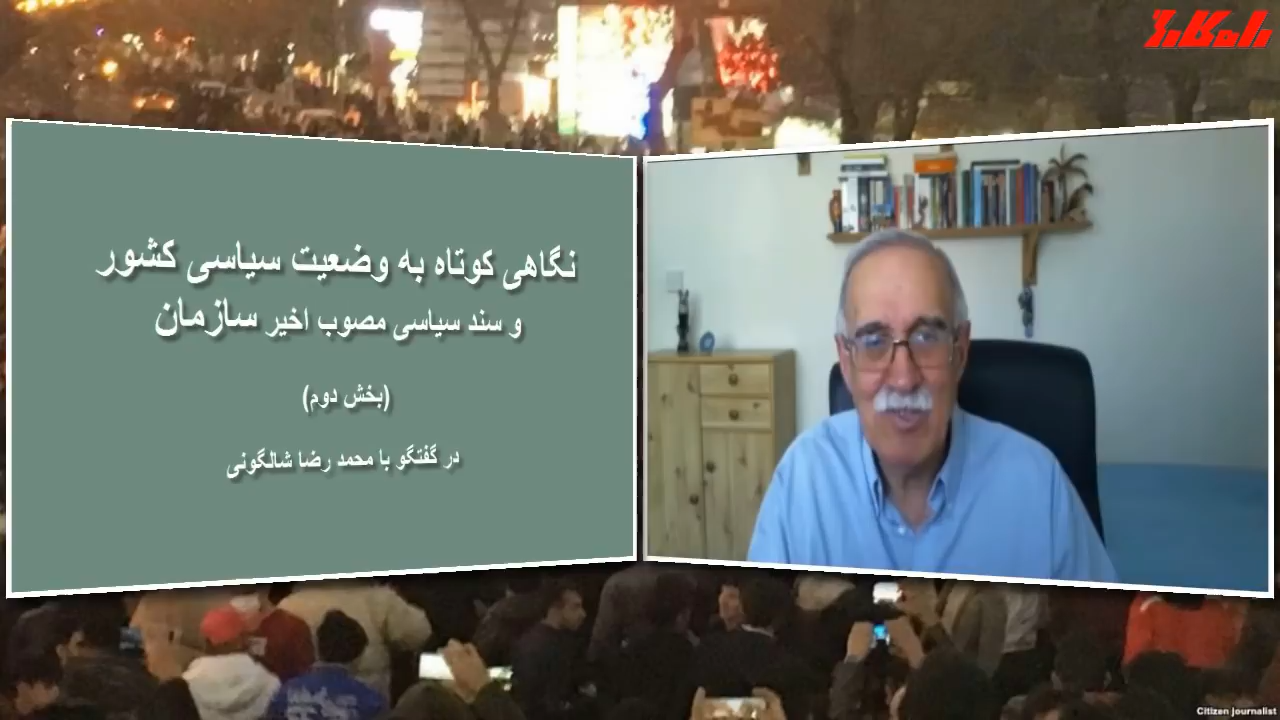 بامگاه
نگاهی کوتاه به وضعیت سیاسی کشور
و سند سیاسی مصوب اخیر سازمان
(بخش دوم)
در گفتگو با محمد رضا شالگونی
Citizen Journalist